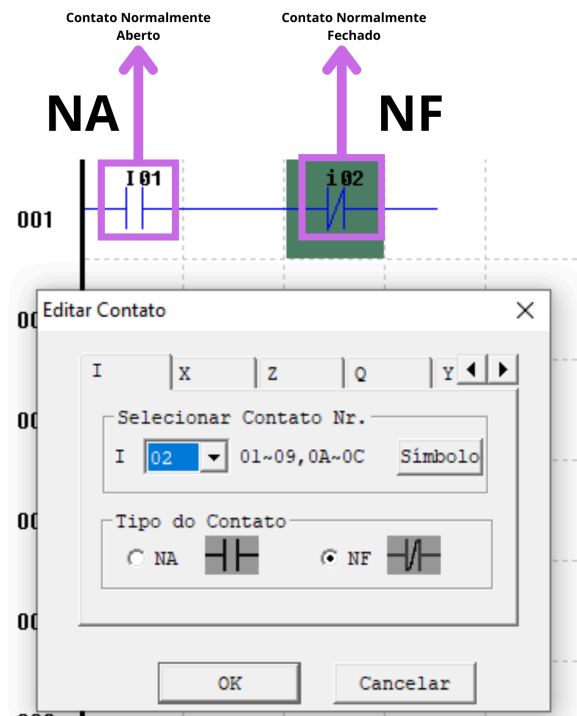 Contato Normalmente
Aberto
Contato Normalmente
Fechado
NA
NF
I01
i02
001
Editar Contato
I
X
Z
Q
Y
Selecionar Contato Nr.
I
02
01~09,0A~0C
Símbolo
Tipo do Contato
NA
NF
OK
Cancelar